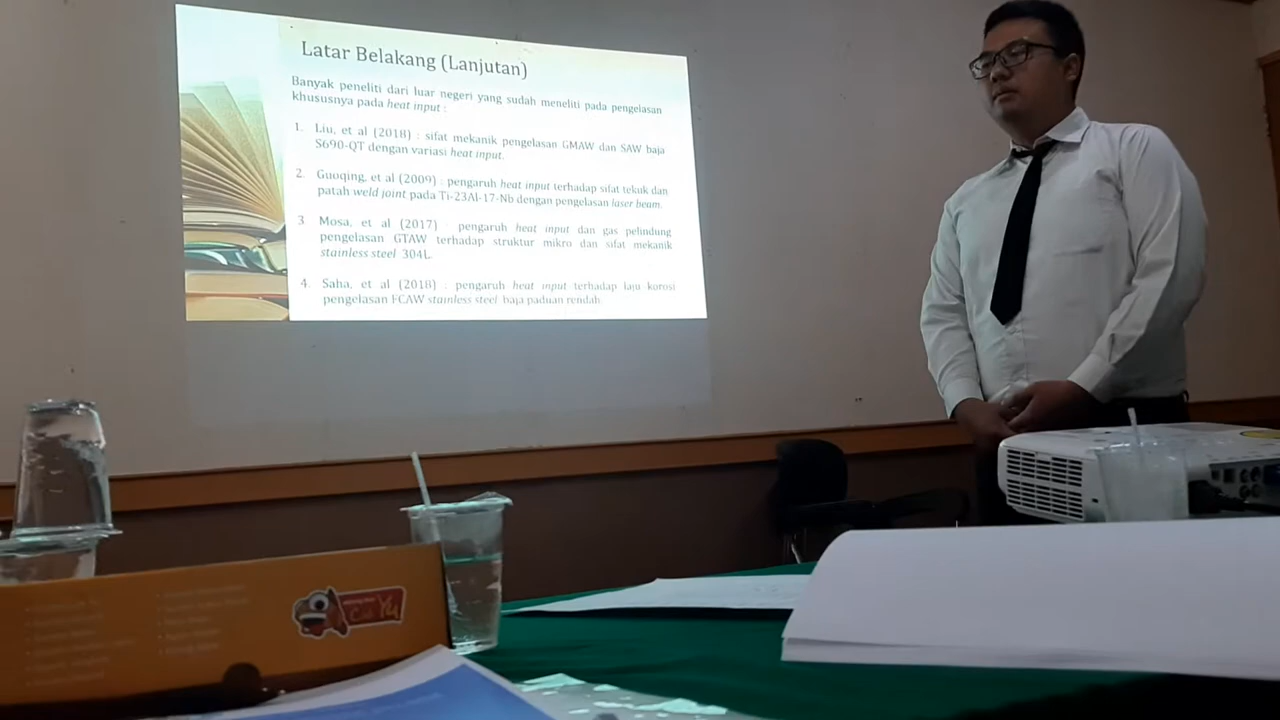 Latar Belakang (Lanjutan)
Banyak peneliti dari luar negeri yang sudah meneliti pada pengelasan
khususnya pada heat input :
1. Liu, et al (2018) : sifat mekanik pengelasan GMAW dan SAW baja
S690-QT dengan variasi heat input.
2. Guoqing, et al (2009) : pengaruh heat input terhadap sifat tekuk dan
patah weld joint pada Ti-23Al-17-Nb dengan pengelasan laser beam.
3 Mosa, et al (2017) pengaruh heat input dan gas pelindung
pengelasan GTAW terhadap struktur mikro dan sifat mekanik
stainless steel 304L.
4. Saha, et al (2018) : pengaruh heat input terhadap laju korosi
pengelasan FCAW stainless steel baja paduan rendah.
Yu